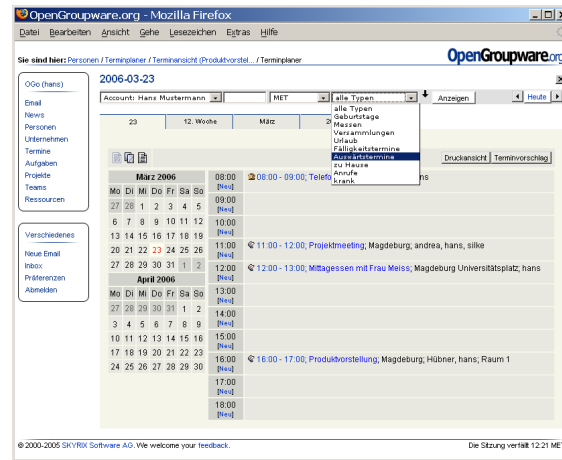 OpenGroupware.org - Mozilla Firefox
Datei Bearbeiten Ansicht Gehe Lesezeichen Extras Hilfe
Sie sind hier: Personen / Terminplaner / Terminansicht (Produktvorstel... / Terminplaner
OpenGroupware.org
OGo (hans)
Email
News
Personen
Unternehmen
Termine
Aufgaben
Projekte
Teams
Ressourcen
Verschiedenes
Neue Email
Inbox
Präferenzen
Abmelden
2006-03-23
Account: Hans Mustermann MET alle Typen Anzeigen Heute
alle Typen
Geburtstage
Messen
Versammlungen
Urlaub
Fälligkeitstermine
Auswärtstermine
zu Hause
Anrufe
krank
23 12. Woche März
Druckansicht Terminvorschlag
März 2006
Mo Di Mi Do Fr Sa So
27 28 1 2 3 4 5
6 7 8 9 10 11 12
13 14 15 16 17 18 19
20 21 22 23 24 25 26
27 28 29 30 31 1 2
April 2006
Mo Di Mi Do Fr Sa So
27 28 29 30 31 1 2
3 4 5 6 7 8 9
10 11 12 13 14 15 16
17 18 19 20 21 22 23
24 25 26 27 28 29 30
08:00 08:00 - 09:00; Telefo ns
[Neu]
09:00
[Neu]
10:00
[Neu]
11:00 11:00 - 12:00; Projektmeeting; Magdeburg; andrea, hans, silke
[Neu]
12:00 12:00 - 13:00; Mittagessen mit Frau Meiss; Magdeburg Universitätsplatz; hans
[Neu]
13:00
[Neu]
14:00
[Neu]
15:00
[Neu]
16:00 16:00 - 17:00; Produktvorstellung; Magdeburg; Hübner, hans; Raum 1
[Neu]
17:00
[Neu]
18:00
[Neu]
© 2000-2005 SKYRIX Software AG. We welcome your feedback.
Die Sitzung verfällt 12:21 MET